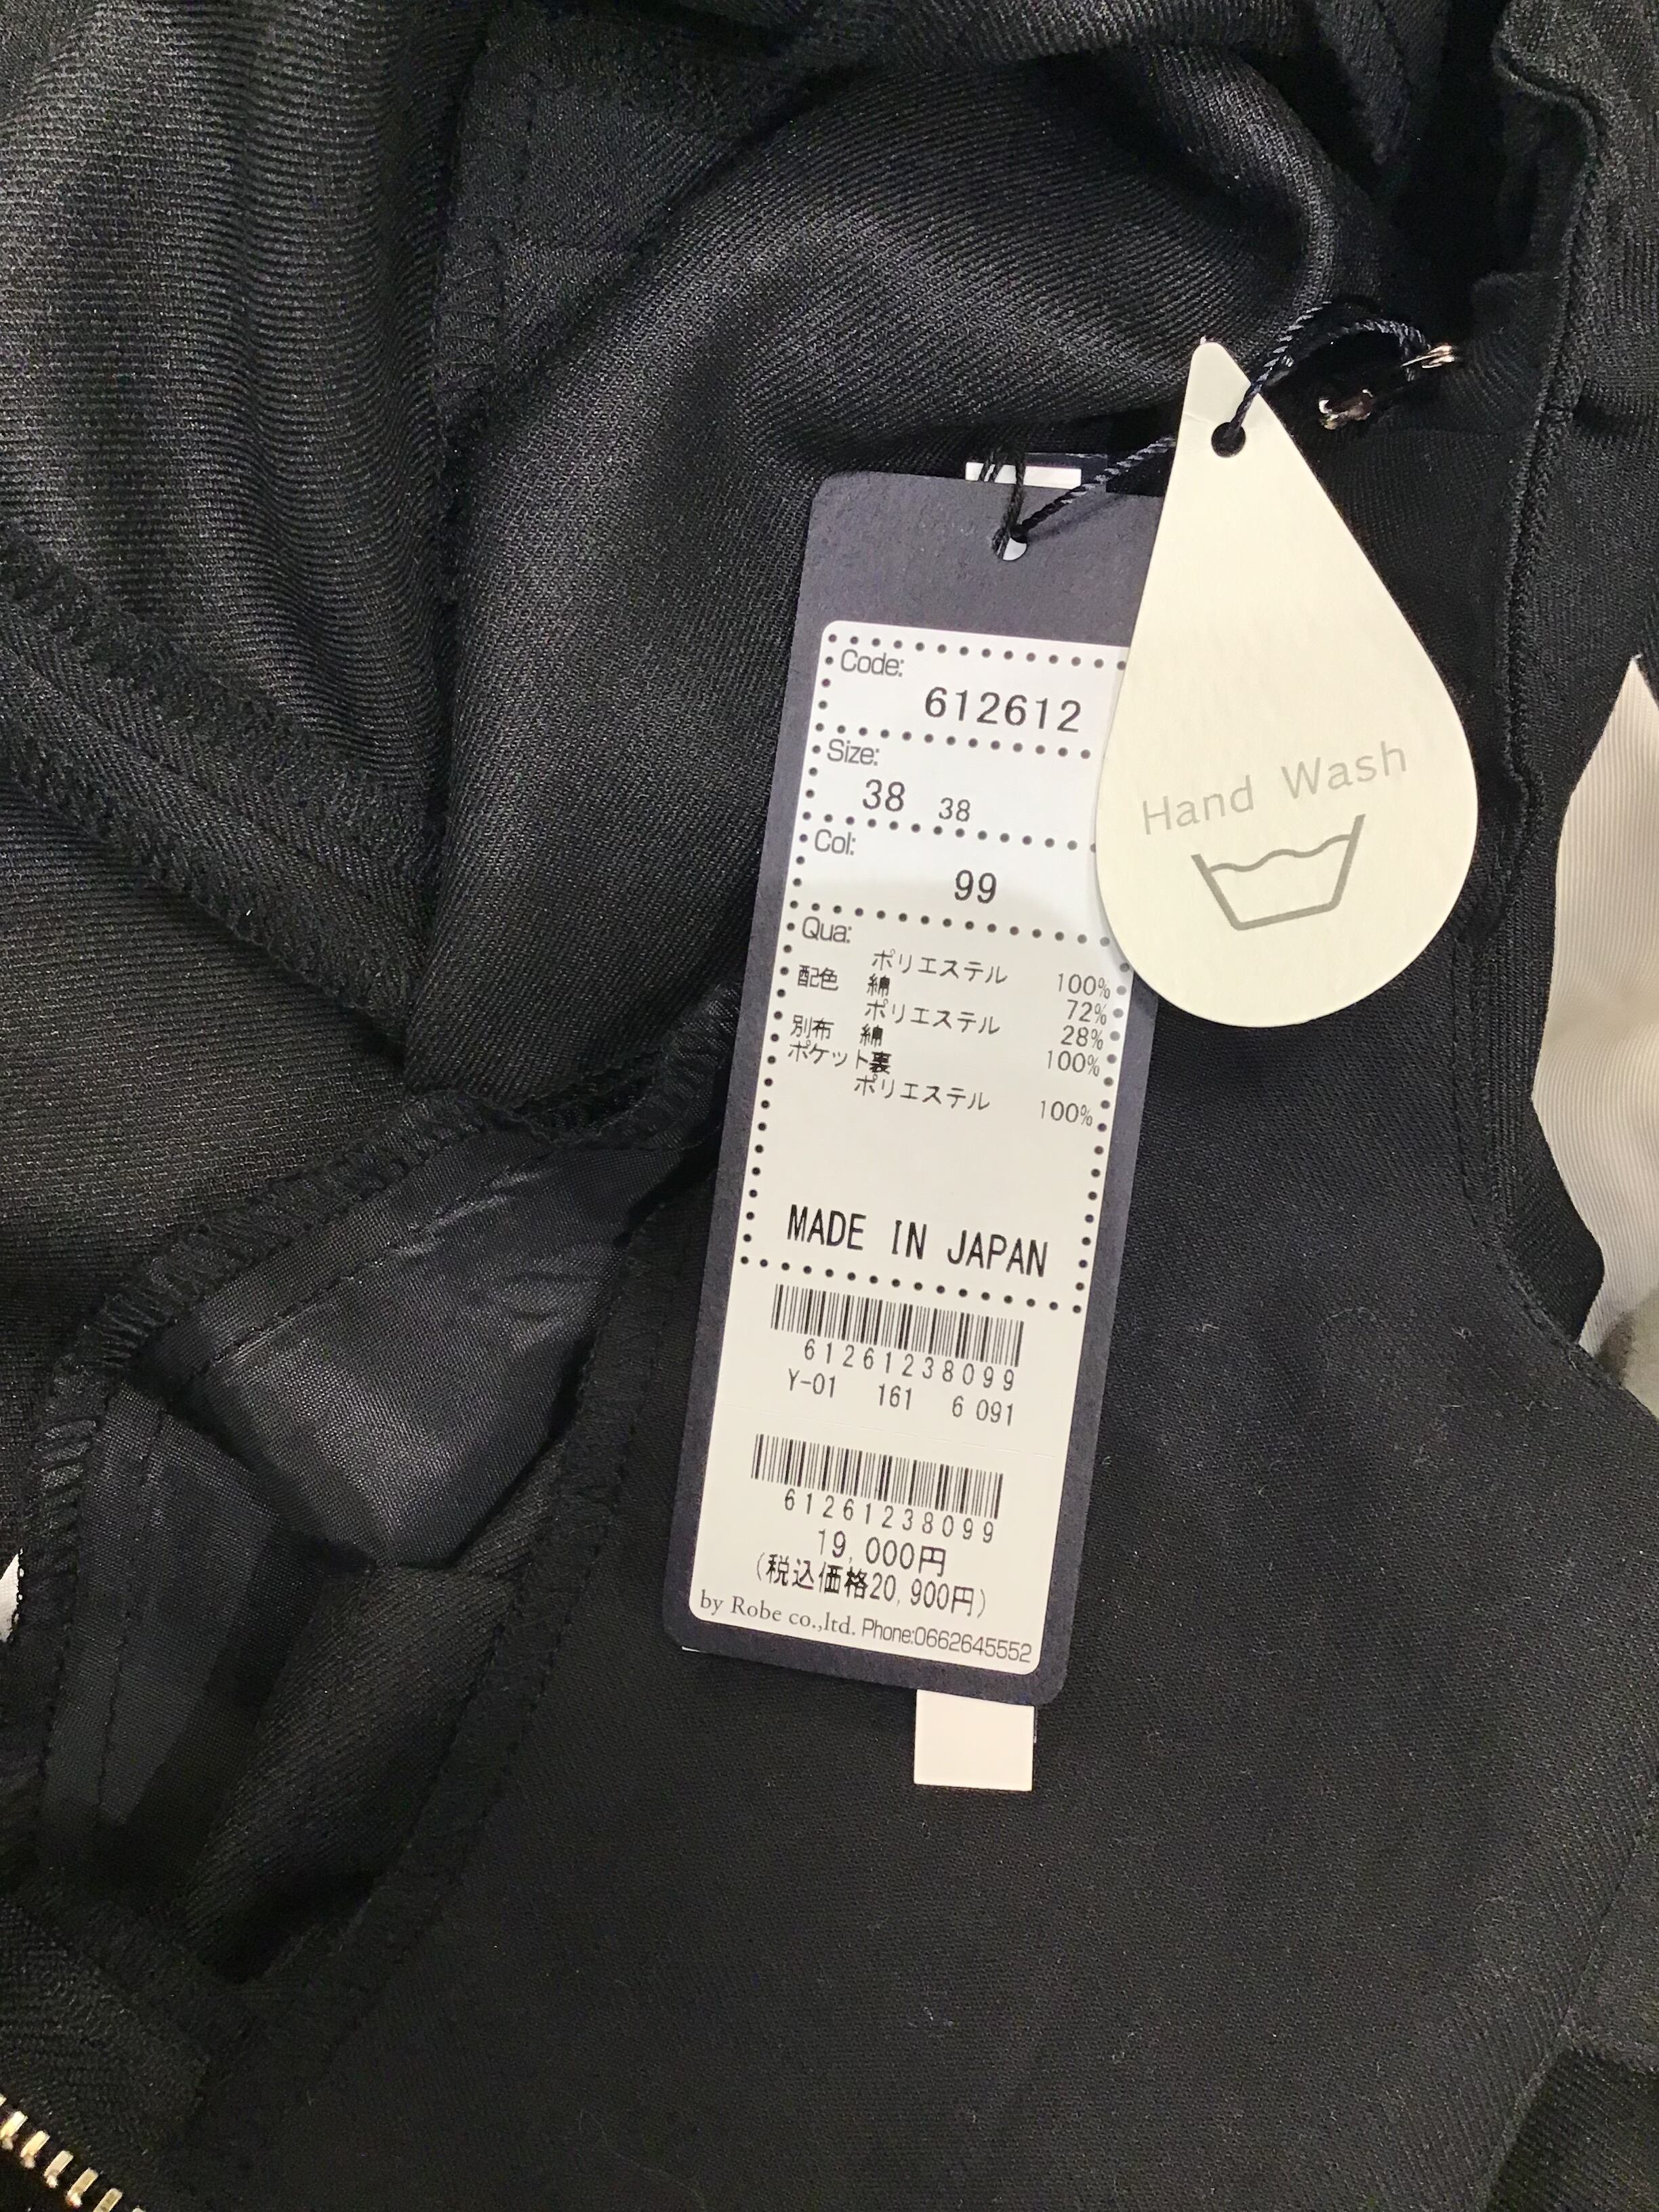 Code:
612612
Size:
38 38
Col:
99
Qua:
ポリエステル 100%
配色 綿 72%
ポリエステル 28%
別布 綿 100%
ポケット裏
ポリエステル 100%
MADE IN JAPAN
61261238099
Y-01 161 6 091
61261238099
19,000円
(税込価格20,900円)
by Robe co.,ltd. Phone:0662645552
Hand Wash